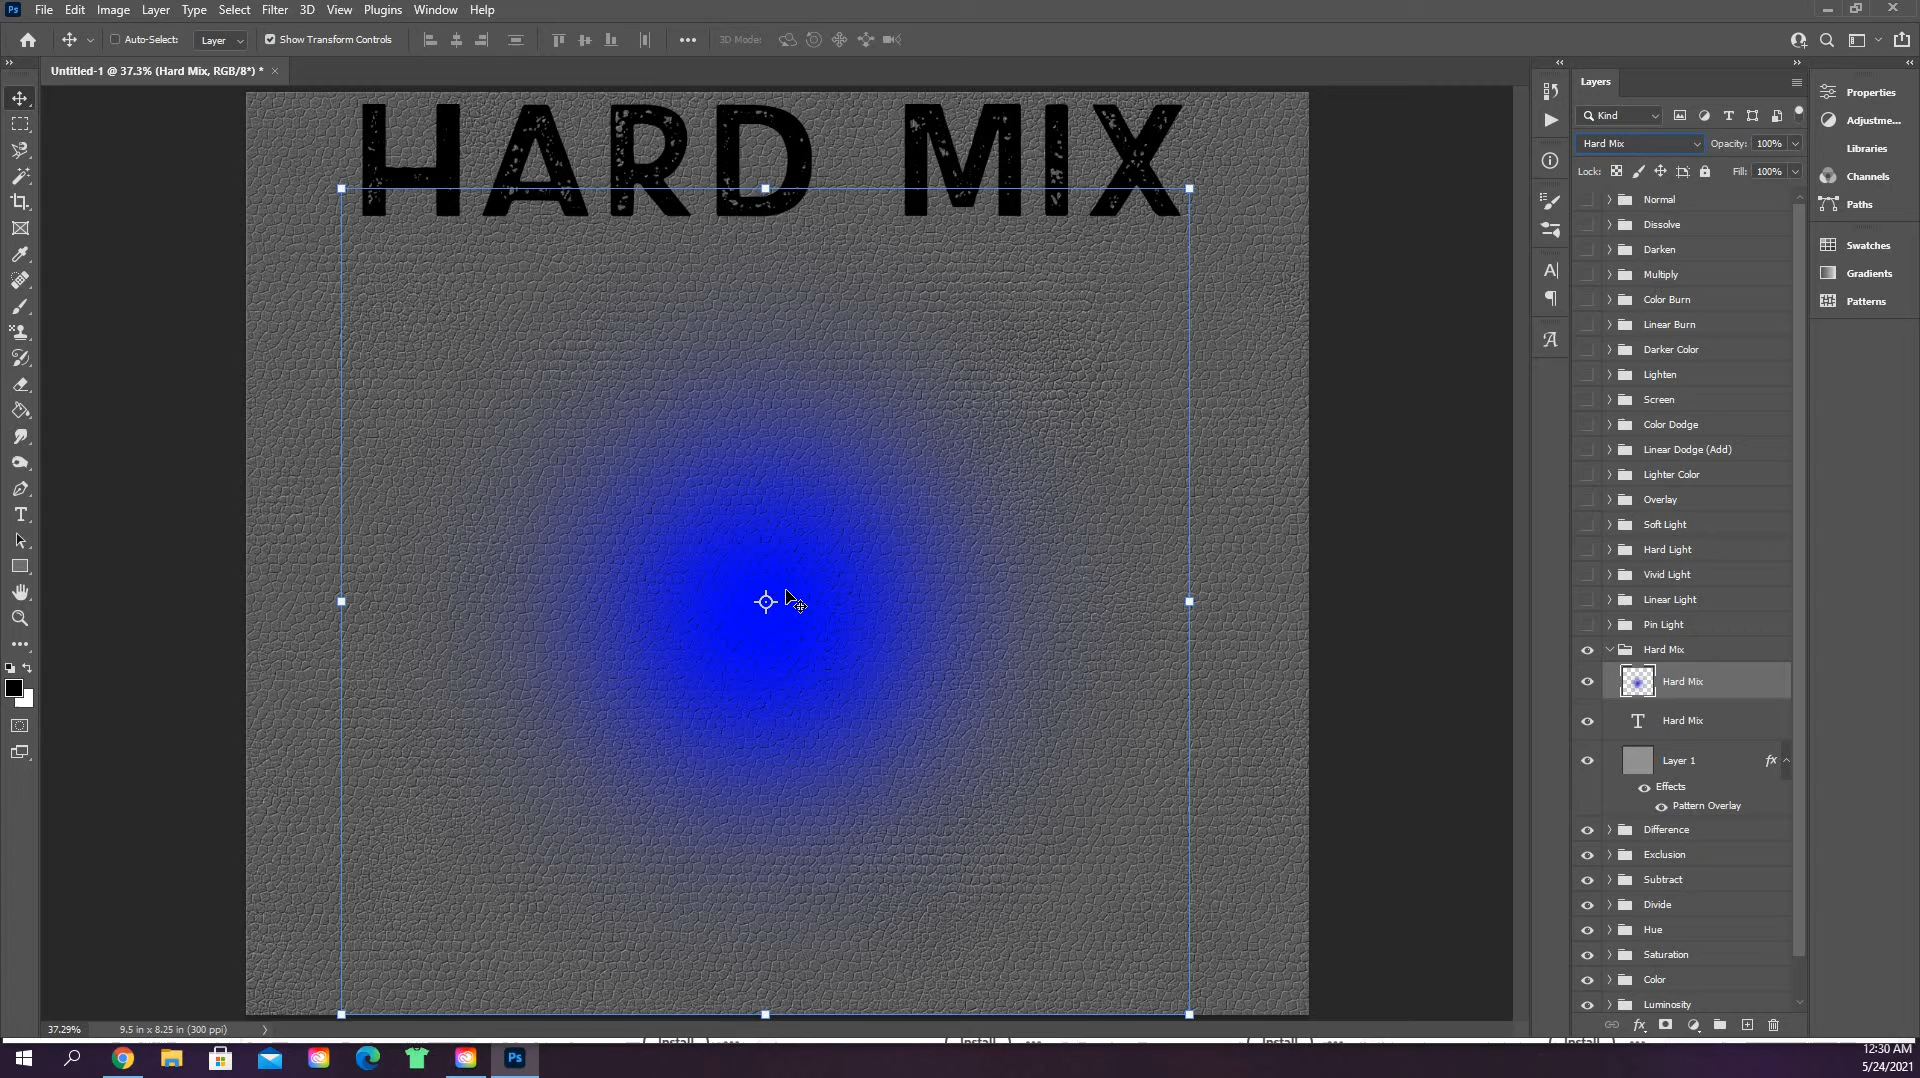 Ps File Edit Image Layer Type Select Filter 3D View Plugins Window Help
Auto-Select: Layer Show Transform Controls 3D Mode:
Untitled-1 @ 37.3% (Hard Mix, RGB/8*) *
HARD MIX
Layers
Kind
Hard Mix Opacity: 100%
Lock: Fill: 100%
Normal
Dissolve
Darken
Multiply
Color Burn
Linear Burn
Darker Color
Lighten
Screen
Color Dodge
Linear Dodge (Add)
Lighter Color
Overlay
Soft Light
Hard Light
Vivid Light
Linear Light
Pin Light
Hard Mix
Hard Mix
Hard Mix
Layer 1 fx
Effects
Pattern Overlay
Difference
Exclusion
Subtract
Divide
Hue
Saturation
Color
Luminosity
Properties
Adjustme...
Libraries
Channels
Paths
Swatches
Gradients
Patterns
37.29% 9.5 in x 8.25 in (300 ppi)
Ps
12:30 AM
5/24/2021